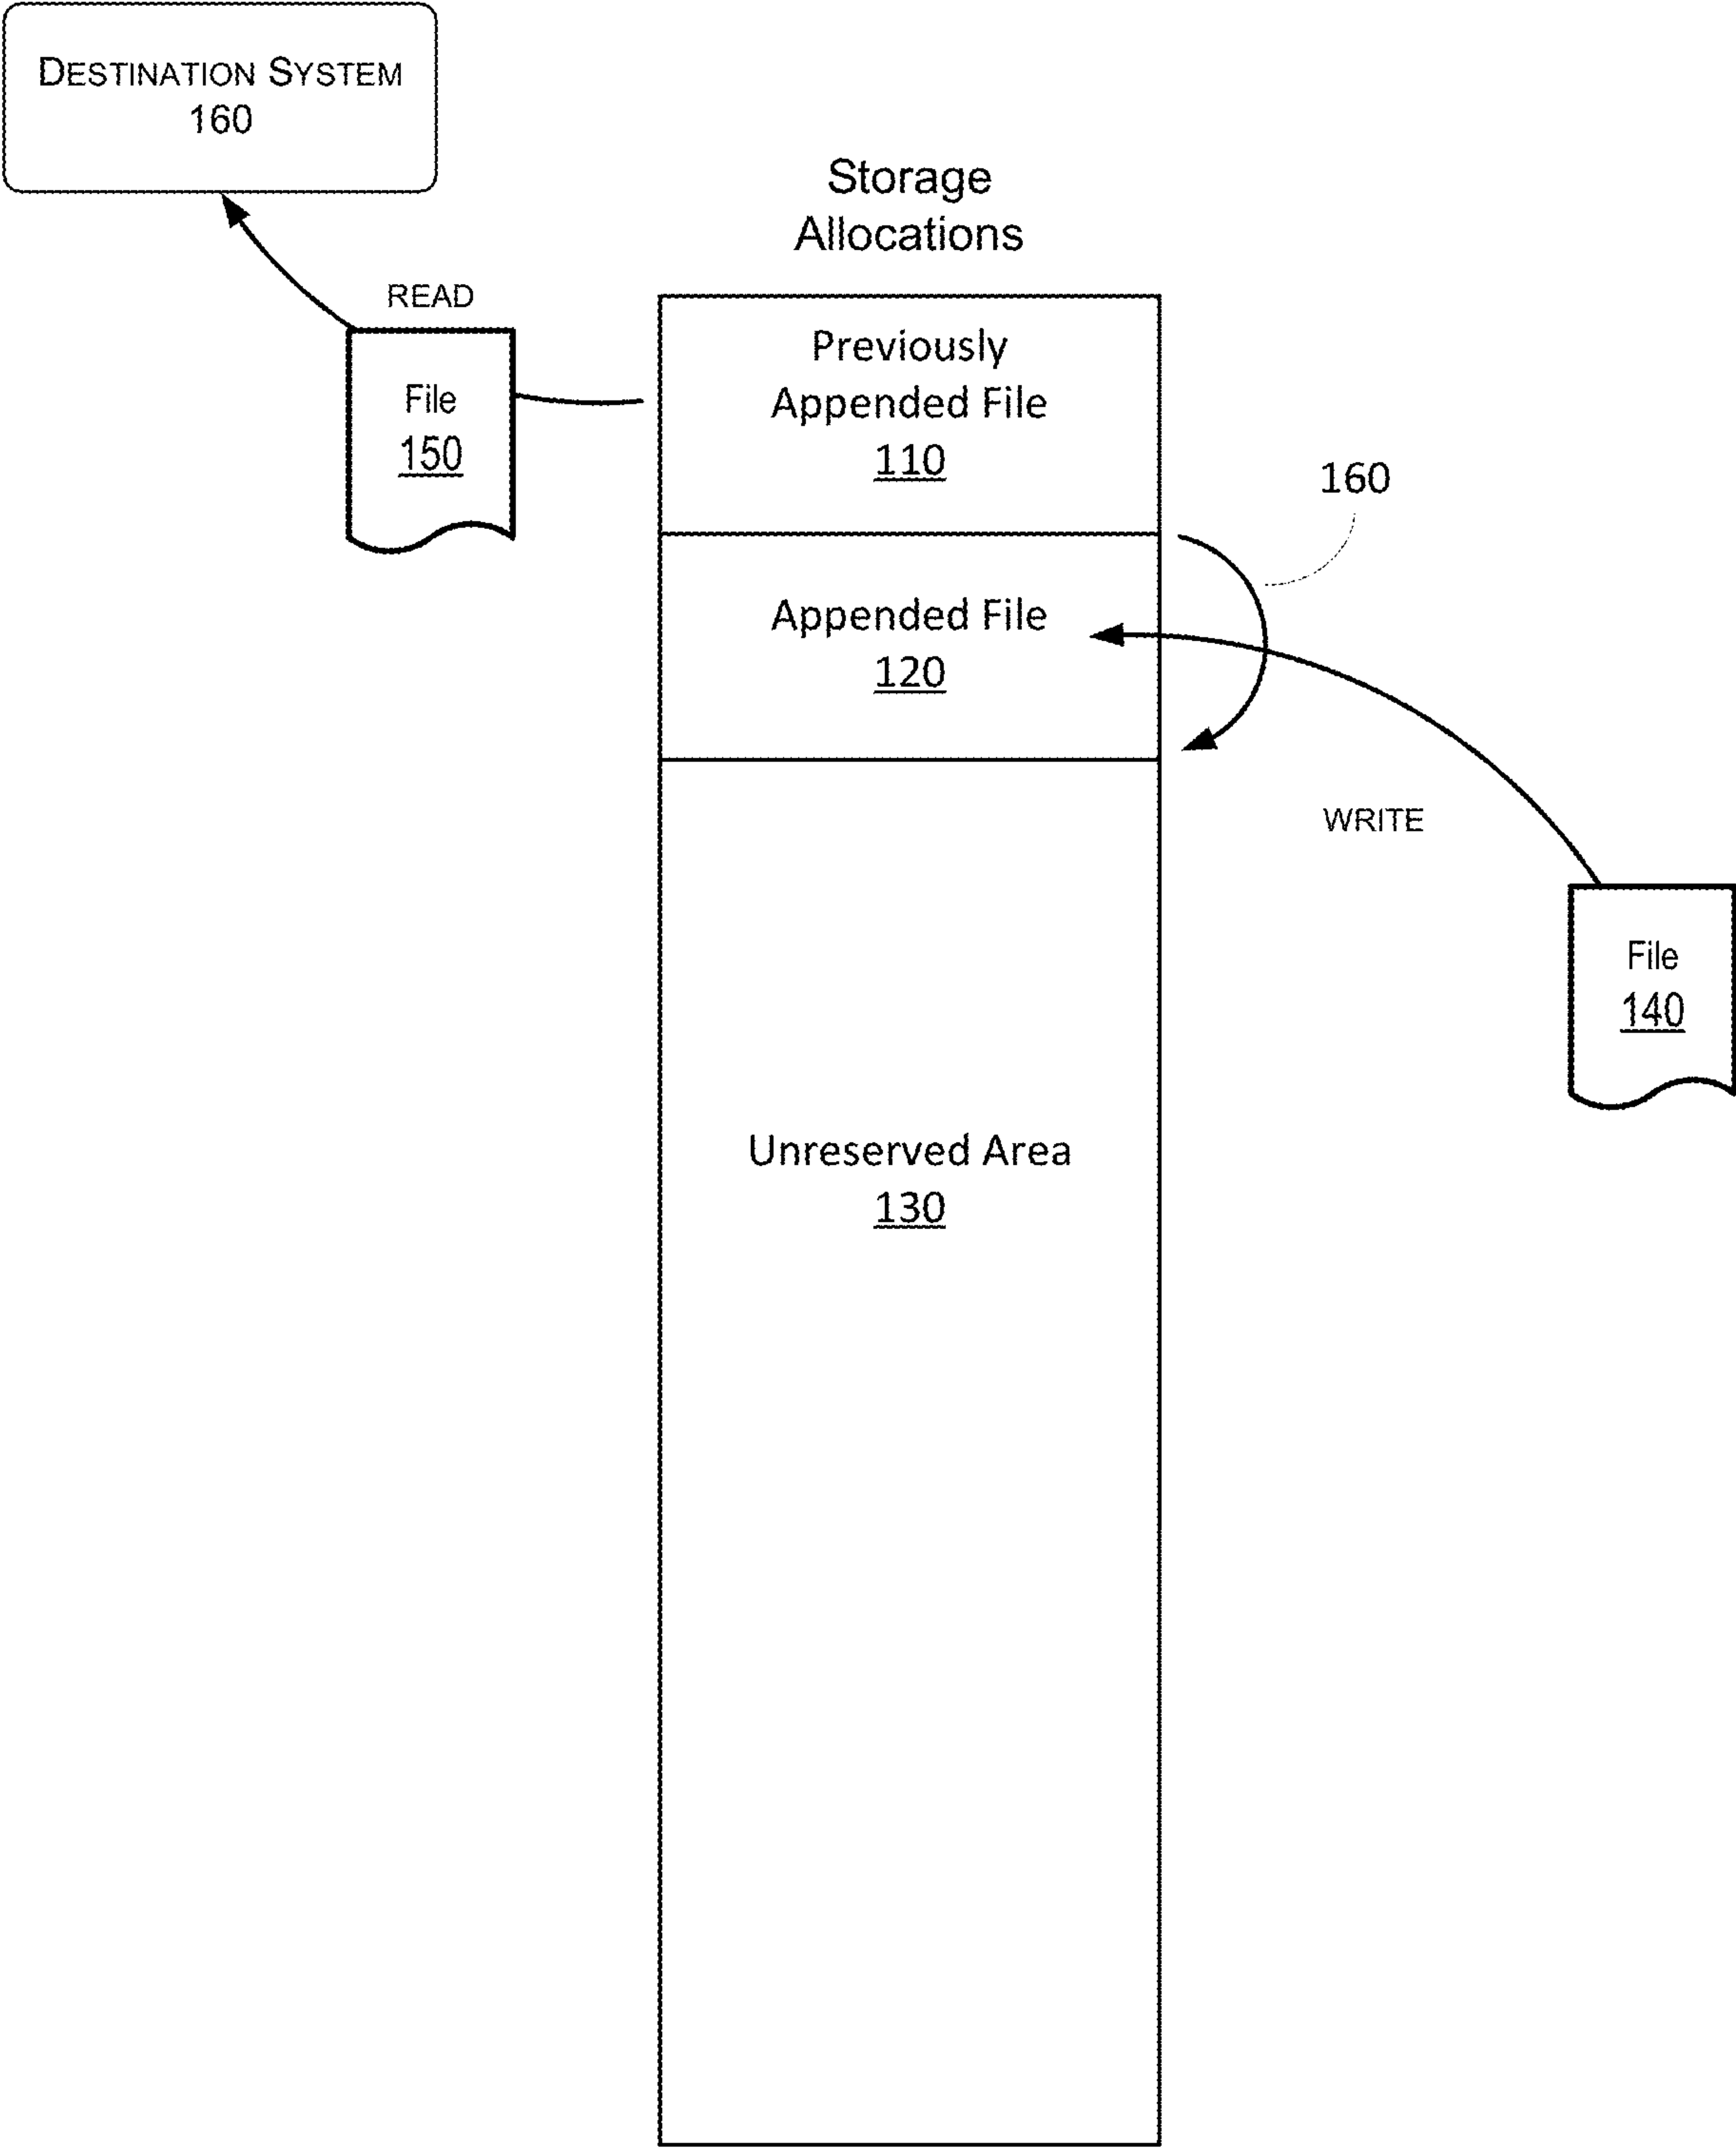 DESTINATION SYSTEM
160
Storage
Allocations
READ
File
150
Previously
Appended File
110
160
Appended File
120
WRITE
File
140
Unreserved Area
130